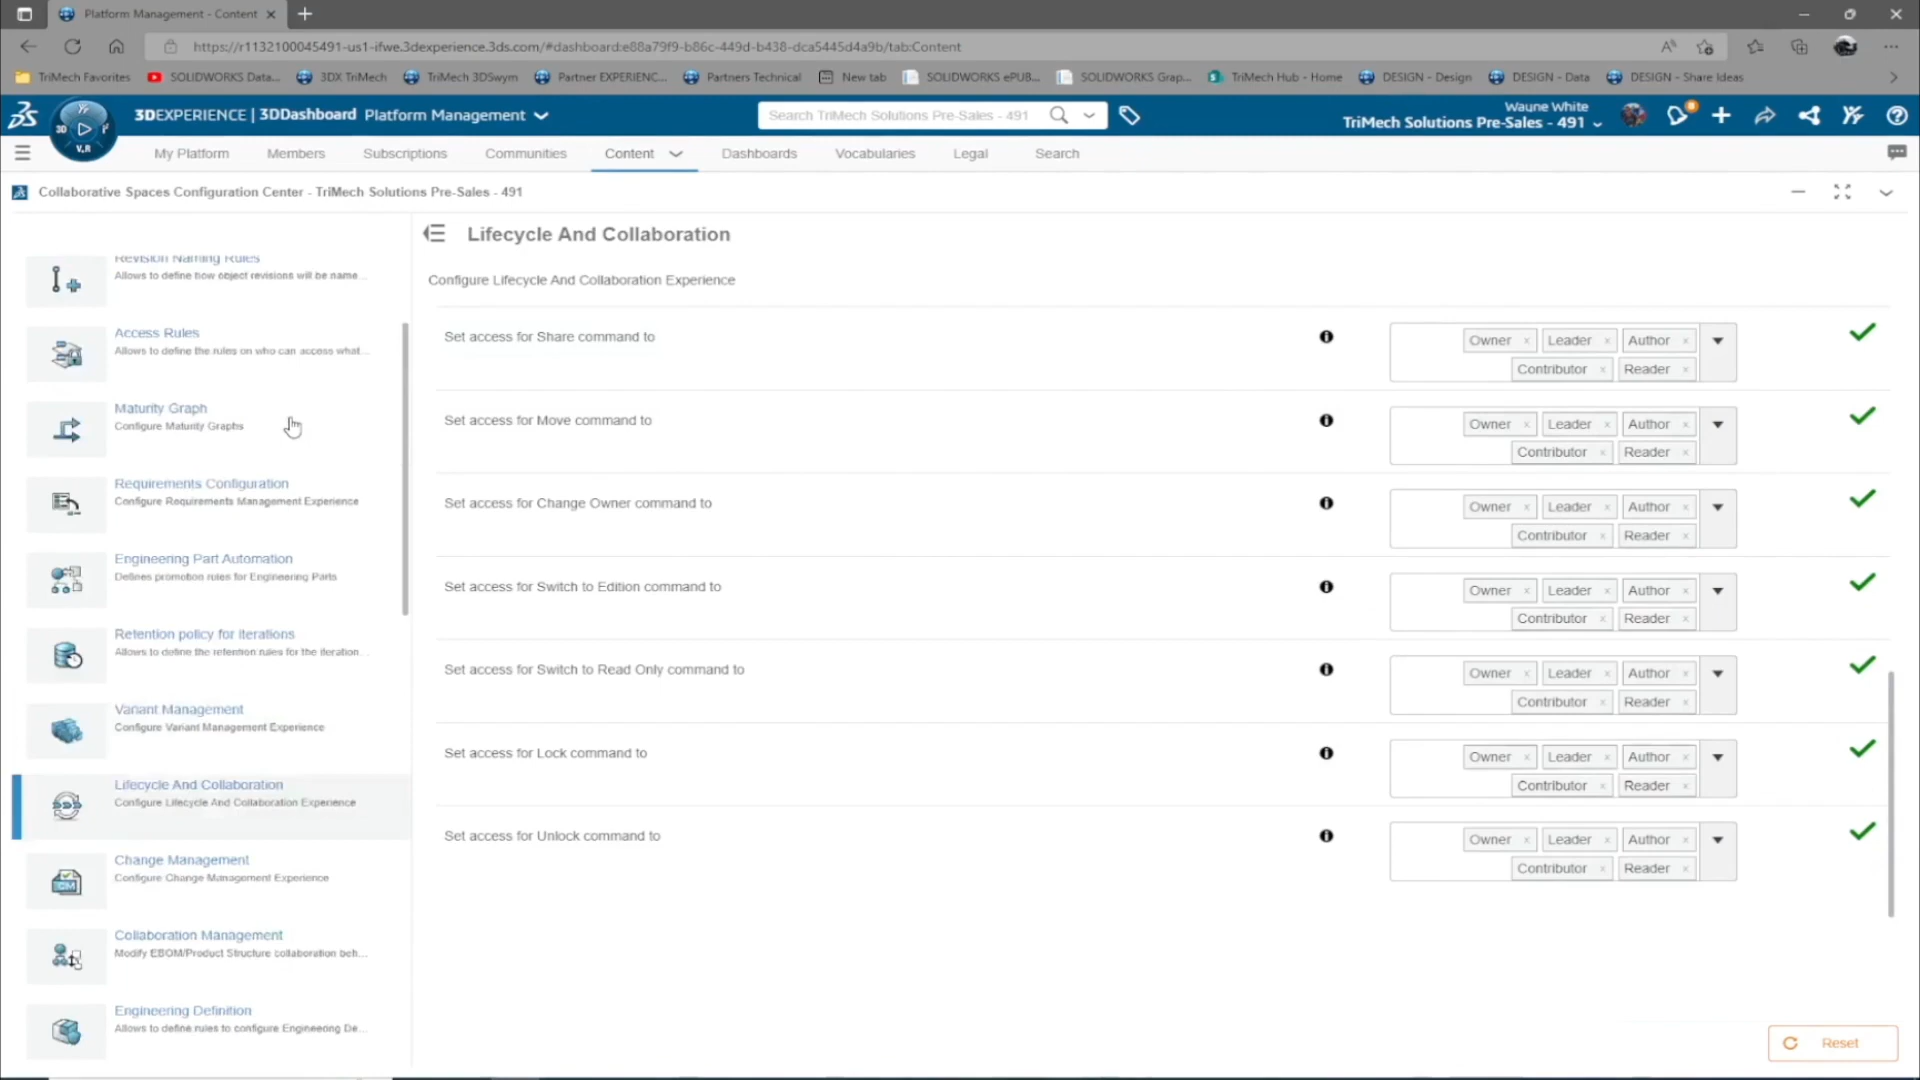 Platform Management - Content
https://r1132100045491-us1-ifwe.3dexperience.3ds.com/#dashboard:e88a79f9-b86c-449d-b438-dca5445d4a9b/tab:Content
TriMech Favorites SOLIDWORKS Data... 3DX TriMech TriMech 3DSwym Partner EXPERIENC... Partners Technical New tab SOLIDWORKS ePUB... SOLIDWORKS Grap... TriMech Hub - Home DESIGN - Design DESIGN - Data DESIGN - Share Ideas
3DEXPERIENCE | 3DDashboard Platform Management
Search TriMech Solutions Pre-Sales - 491
Wayne White
TriMech Solutions Pre-Sales - 491
3D
V.R
My Platform Members Subscriptions Communities Content Dashboards Vocabularies Legal Search
Collaborative Spaces Configuration Center - TriMech Solutions Pre-Sales - 491
Revision Naming Rules
Allows to define how object revisions will be name...
Access Rules
Allows to define the rules on who can access what...
Maturity Graph
Configure Maturity Graphs
Requirements Configuration
Configure Requirements Management Experience
Engineering Part Automation
Defines promotion rules for Engineering Parts
Retention policy for iterations
Allows to define the retention rules for the iteration...
Variant Management
Configure Variant Management Experience
Lifecycle And Collaboration
Configure Lifecycle And Collaboration Experience
Change Management
Configure Change Management Experience
CM
Collaboration Management
Modify EBOM/Product Structure collaboration beh...
Engineering Definition
Allows to define rules to configure Engineering De...
Lifecycle And Collaboration
Configure Lifecycle And Collaboration Experience
Set access for Share command to
Owner × Leader × Author ×
Contributor × Reader ×
Set access for Move command to
Owner × Leader × Author ×
Contributor × Reader ×
Set access for Change Owner command to
Owner × Leader × Author ×
Contributor × Reader ×
Set access for Switch to Edition command to
Owner × Leader × Author ×
Contributor × Reader ×
Set access for Switch to Read Only command to
Owner × Leader × Author ×
Contributor × Reader ×
Set access for Lock command to
Owner × Leader × Author ×
Contributor × Reader ×
Set access for Unlock command to
Owner × Leader × Author ×
Contributor × Reader ×
Reset